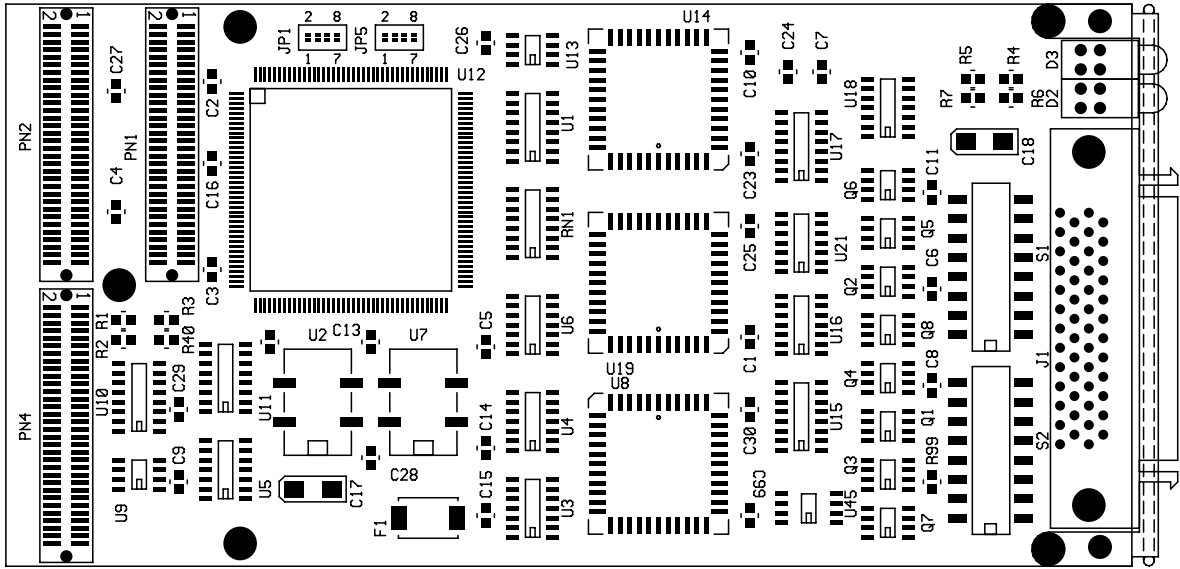 2 1
2 1
2 8
JP1
1 7
2 8
JP5
1 7
C26
U13
U14
C24
C7
R5
R4
D3
PN2
C27
PN1
C2
U12
U1
C10
U18
R7
R6
D2
U17
C18
C4
C16
RN1
C23
Q6
C11
C3
C25
U21
Q5
S1
Q2
C6
2 1
R1
R3
R2
R40
C13
U2
U7
C5
U6
C1
U16
Q8
J1
U19
U8
PN4
U10
C29
U11
Q4
C8
C14
U4
C30
U15
Q1
S2
C9
U5
C17
C28
C15
C99
Q3
R99
U9
F1
U3
U45
Q7